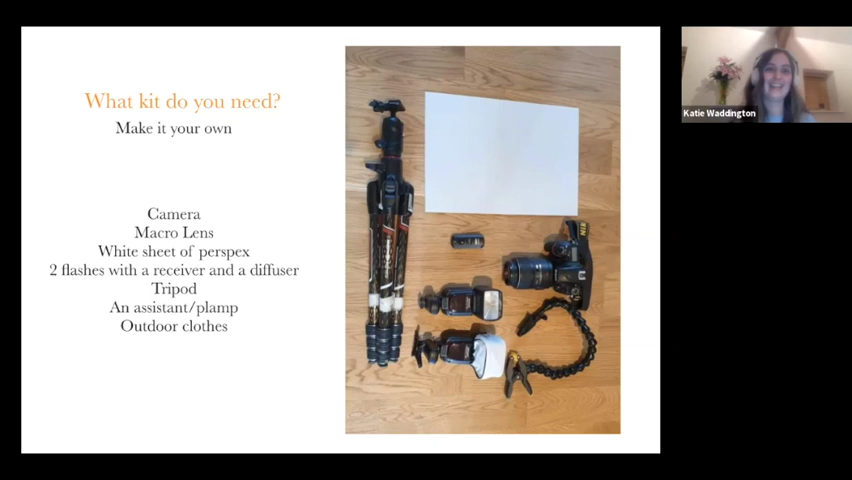 What kit do you need?
Make it your own
Camera
Macro Lens
White sheet of perspex
2 flashes with a receiver and a diffuser
Tripod
An assistant/plamp
Outdoor clothes
Katie Waddington